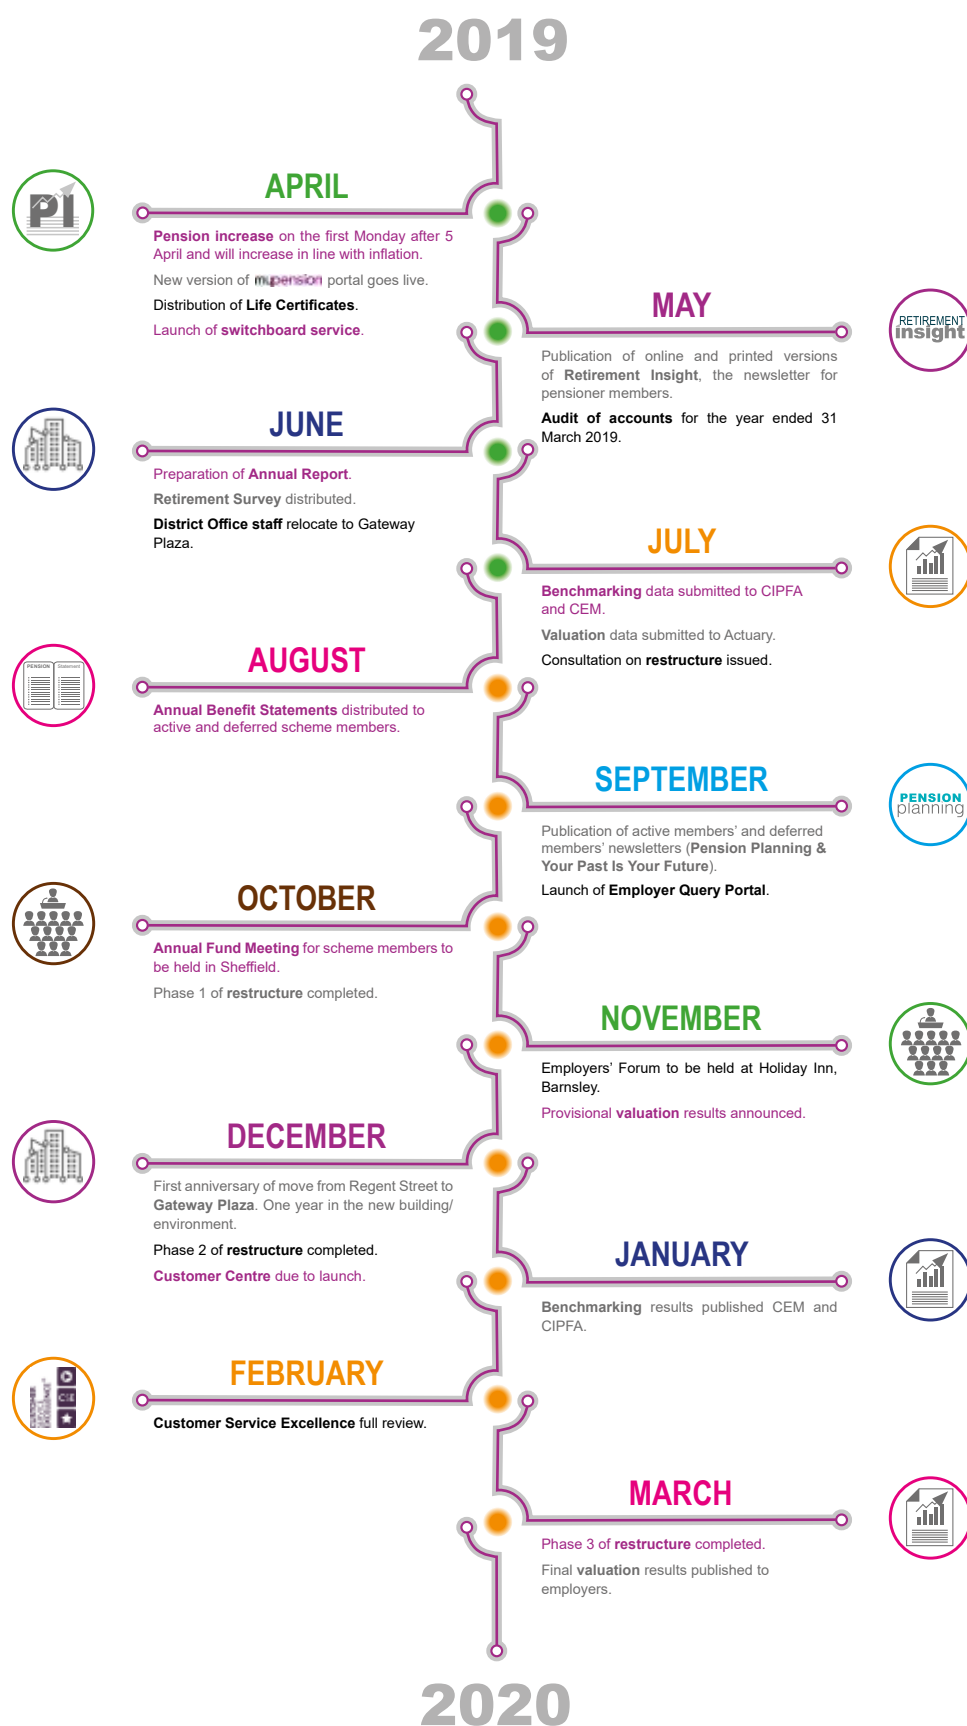 2019
APRIL
PI
Pension increase on the first Monday after 5
April and will increase in line with inflation.
New version of mypension portal goes live.
Distribution of Life Certificates.
Launch of switchboard service.
MAY
RETIREMENT
insight
Publication of online and printed versions
of Retirement Insight, the newsletter for
pensioner members.
Audit of accounts for the year ended 31
March 2019.
JUNE
Preparation of Annual Report.
Retirement Survey distributed.
District Office staff relocate to Gateway
Plaza.
JULY
Benchmarking data submitted to CIPFA
and CEM.
Valuation data submitted to Actuary.
Consultation on restructure issued.
AUGUST
PENSION Statement
Annual Benefit Statements distributed to
active and deferred scheme members.
SEPTEMBER
PENSION
planning
Publication of active members’ and deferred
members’ newsletters (Pension Planning &
Your Past Is Your Future).
Launch of Employer Query Portal.
OCTOBER
Annual Fund Meeting for scheme members to
be held in Sheffield.
Phase 1 of restructure completed.
NOVEMBER
Employers’ Forum to be held at Holiday Inn,
Barnsley.
Provisional valuation results announced.
DECEMBER
First anniversary of move from Regent Street to
Gateway Plaza. One year in the new building/
environment.
Phase 2 of restructure completed.
Customer Centre due to launch.
JANUARY
Benchmarking results published CEM and
CIPFA.
FEBRUARY
CUSTOMER
SERVICE
EXCELLENCE
CSE
Customer Service Excellence full review.
MARCH
Phase 3 of restructure completed.
Final valuation results published to
employers.
2020